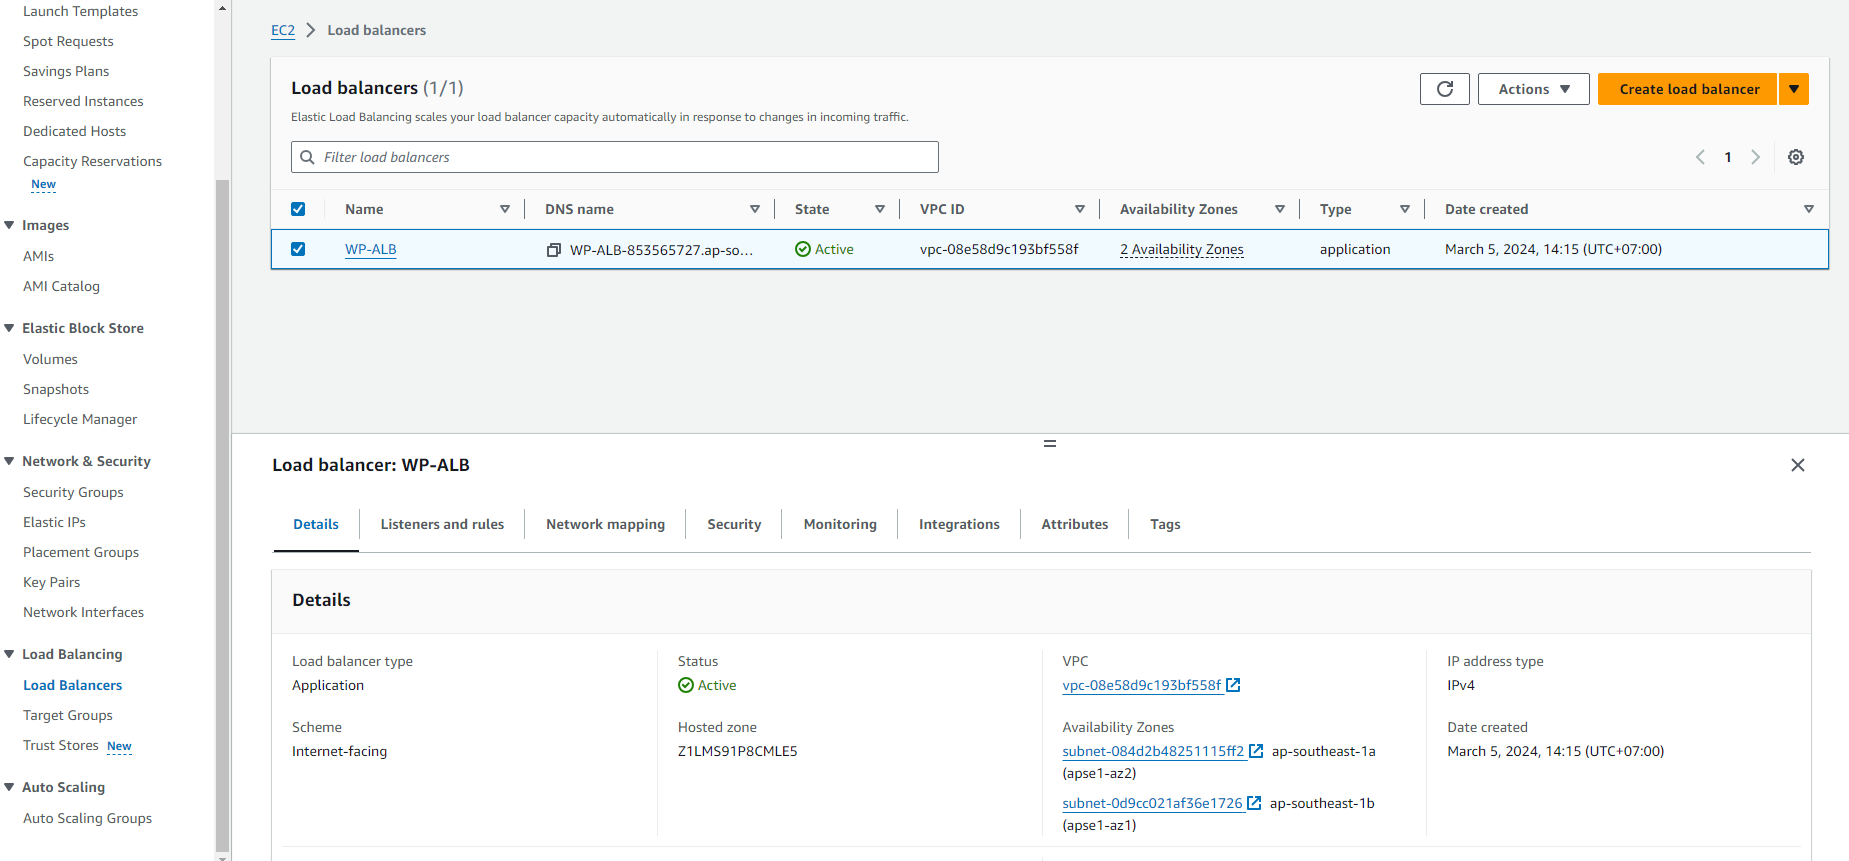 Launch Templates
Spot Requests
Savings Plans
Reserved Instances
Dedicated Hosts
Capacity Reservations
New
Images
AMIs
AMI Catalog
Elastic Block Store
Volumes
Snapshots
Lifecycle Manager
Network & Security
Security Groups
Elastic IPs
Placement Groups
Key Pairs
Network Interfaces
Load Balancing
Load Balancers
Target Groups
Trust Stores New
Auto Scaling
Auto Scaling Groups
EC2 > Load balancers
Load balancers (1/1)
Actions
Create load balancer
Elastic Load Balancing scales your load balancer capacity automatically in response to changes in incoming traffic.
Filter load balancers
1
Name DNS name State VPC ID Availability Zones Type Date created
WP-ALB WP-ALB-853565727.ap-so... Active vpc-08e58d9c193bf558f 2 Availability Zones application March 5, 2024, 14:15 (UTC+07:00)
Load balancer: WP-ALB
Details Listeners and rules Network mapping Security Monitoring Integrations Attributes Tags
Details
Load balancer type
Application
Scheme
Internet-facing
Status
Active
Hosted zone
Z1LMS91P8CMLE5
VPC
vpc-08e58d9c193bf558f
Availability Zones
subnet-084d2b48251115ff2 ap-southeast-1a
(apse1-az2)
subnet-0d9cc021af36e1726 ap-southeast-1b
(apse1-az1)
IP address type
IPv4
Date created
March 5, 2024, 14:15 (UTC+07:00)